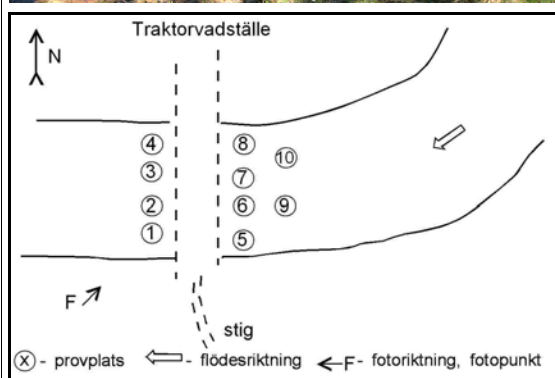 Traktorvadställe
N
4 8
10
3
7
2 6 9
1
5
F
stig
X - provplats - flödesriktning F - fotoriktning, fotopunkt